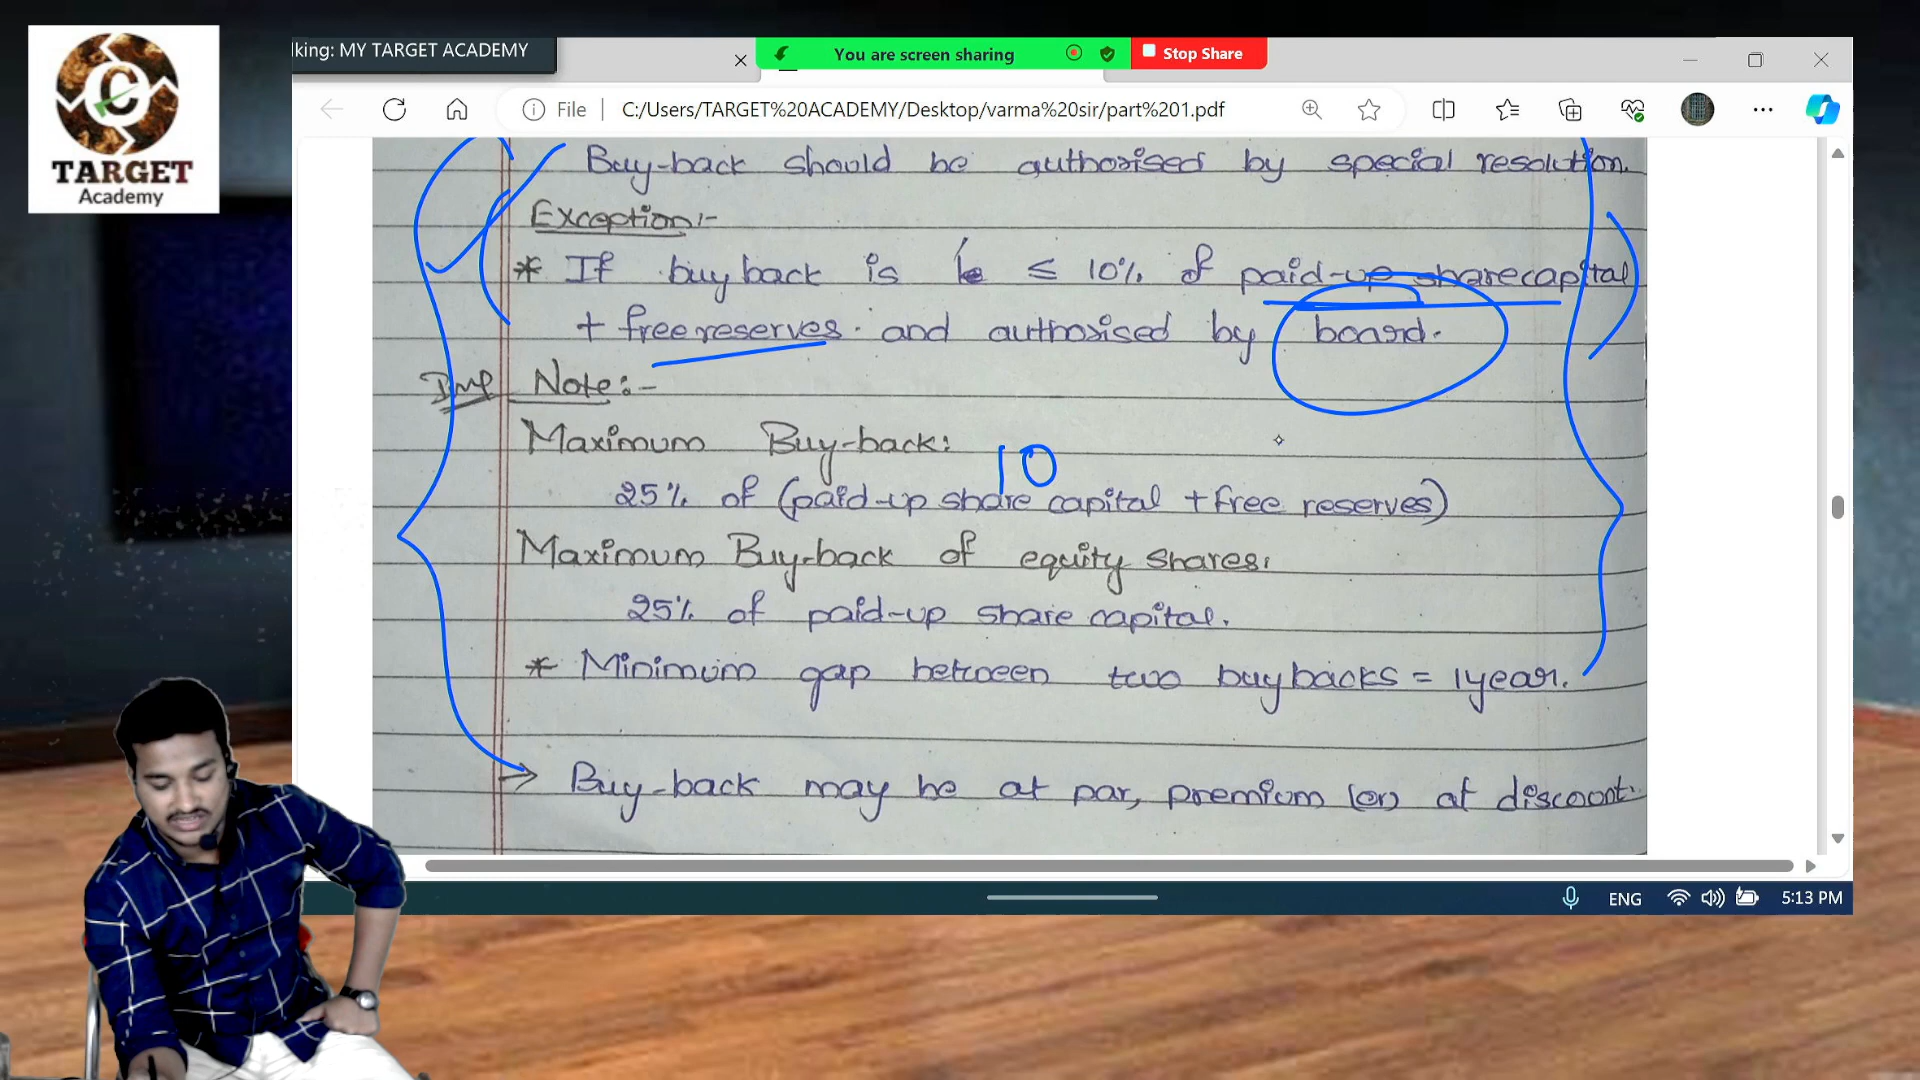 TARGET
Academy
lking: MY TARGET ACADEMY
You are screen sharing
Stop Share
File
C:/Users/TARGET%20ACADEMY/Desktop/varma%20sir/part%201.pdf
Buy-back should be authorised by special resolution.
Exception:-
* If buy back is ≤ 10% of paid-up sharecapital
+ free reserves. and authorised by board.
Imp Note:-
Maximum Buy-back:
10
25% of (paid-up share capital + free reserves)
Maximum Buy-back of equity shares:
25% of paid-up share capital.
* Minimum gap between two buybacks = 1year.
→ Buy-back may be at par, premium (or) at discount.
ENG
5:13 PM